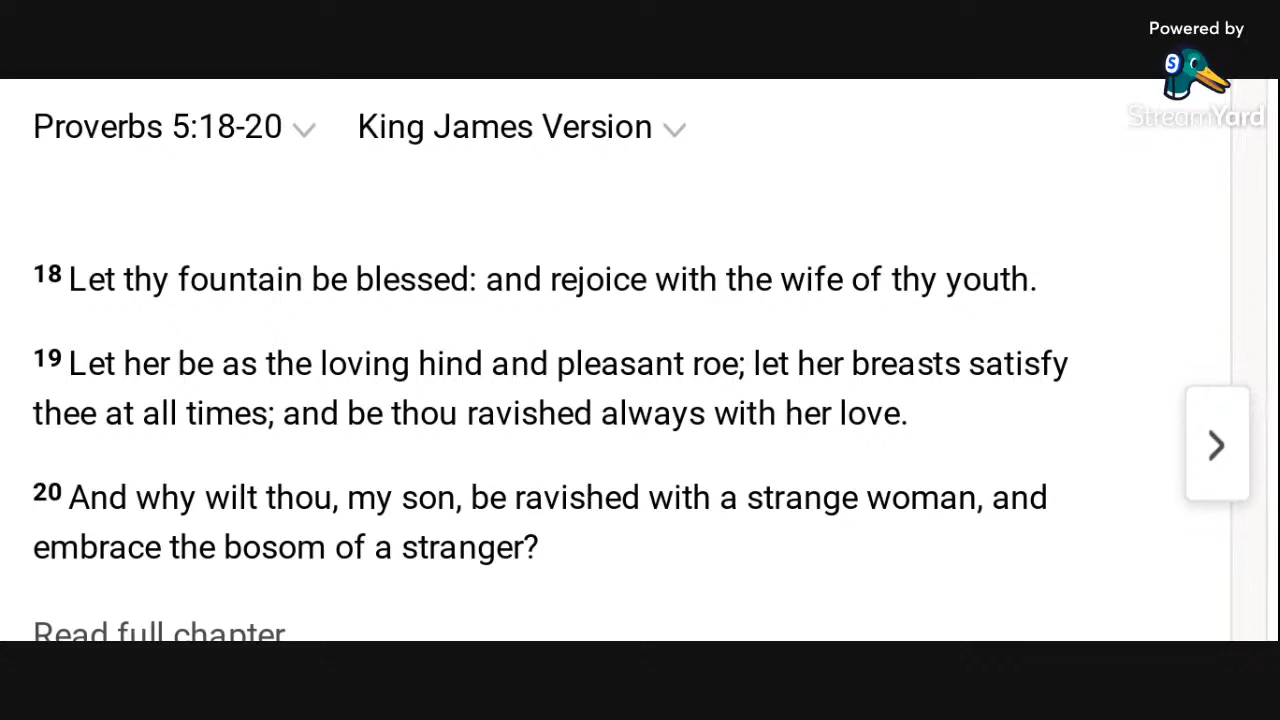 Powered by
S
StreamYard
Proverbs 5:18-20 King James Version
18 Let thy fountain be blessed: and rejoice with the wife of thy youth.
19 Let her be as the loving hind and pleasant roe; let her breasts satisfy
thee at all times; and be thou ravished always with her love.
20 And why wilt thou, my son, be ravished with a strange woman, and
embrace the bosom of a stranger?
Read full chapter